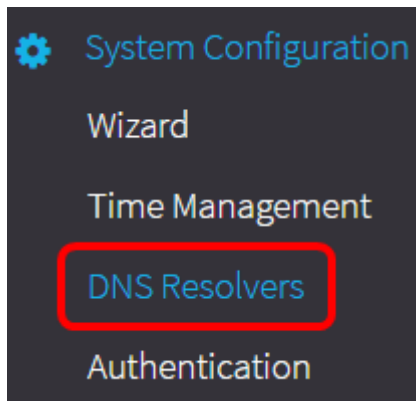 System Configuration
Wizard
Time Management
DNS Resolvers
Authentication